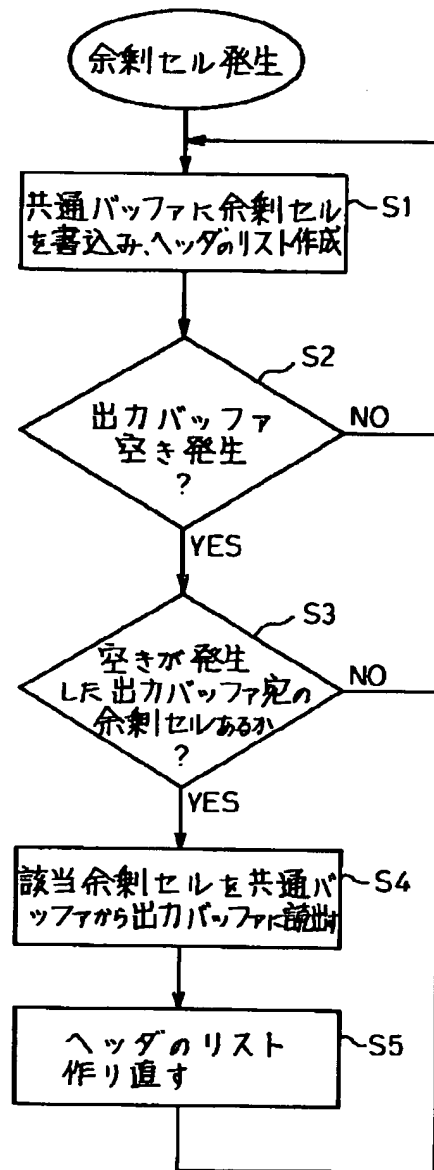 余剰セル発生
共通バッファに余剰セル
を書込み、ヘッダのリスト作成
S1
S2
出力バッファ
空き発生
?
NO
YES
S3
空きが発生
した出力バッファ宛の
余剰セルあるか
?
NO
YES
該当余剰セルを共通バ
ッファから出力バッファに読出す
S4
ヘッダのリスト
作り直す
S5